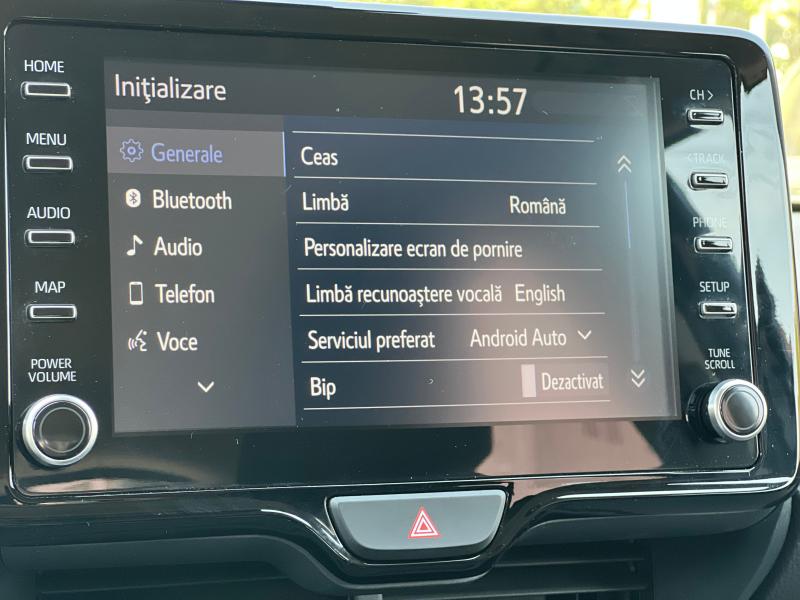 HOME
MENU
AUDIO
MAP
POWER
VOLUME
Iniţializare
13:57
Generale
Bluetooth
Audio
Telefon
Voce
Ceas
Limbă Română
Personalizare ecran de pornire
Limbă recunoaştere vocală English
Serviciul preferat Android Auto
Bip Dezactivat
CH >
<TRACK
PHONE
SETUP
TUNE
SCROLL